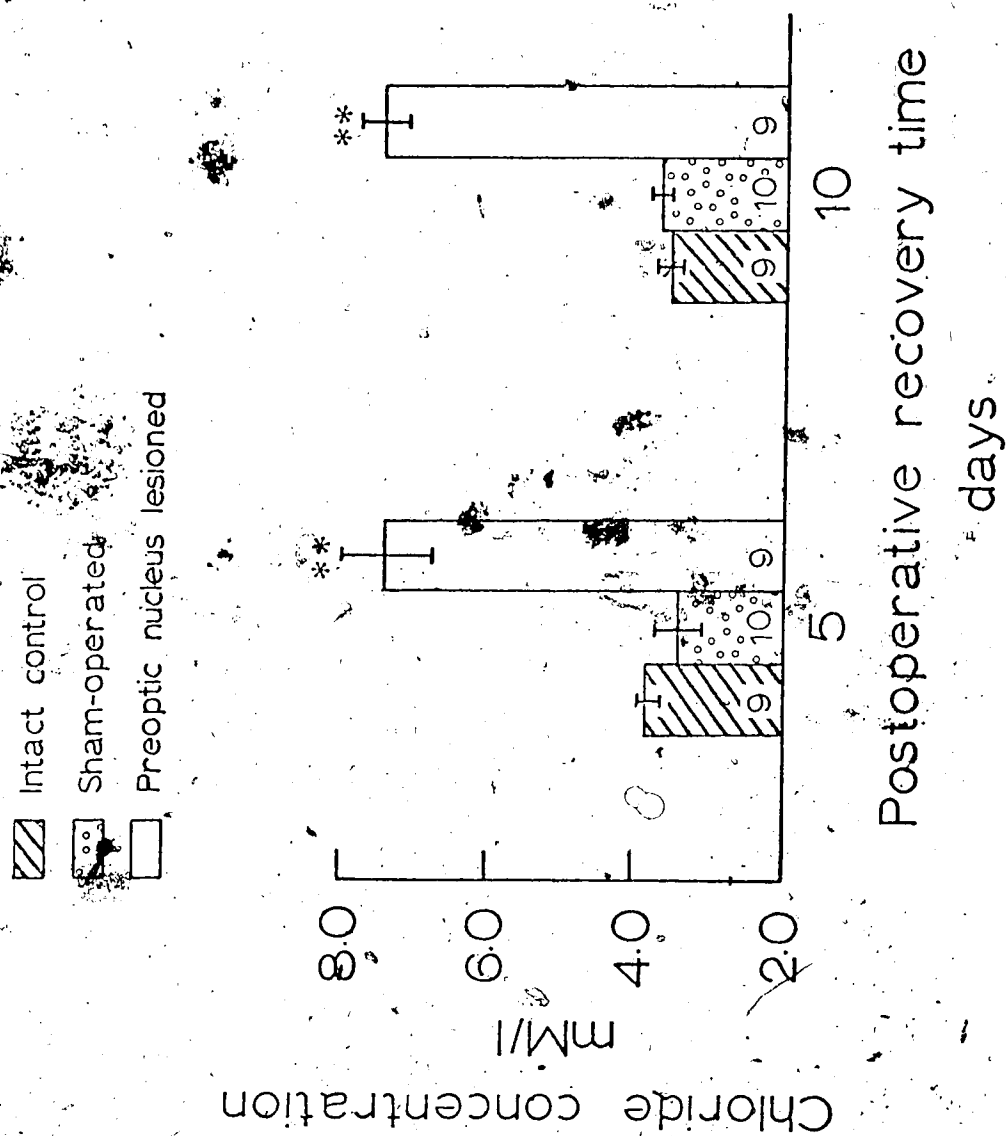 Intact control
Sham-operated
Preoptic nucleus lesioned
Chloride concentration
mM/l
8.0
6.0
4.0
2.0
**
**
9
10
9
9
10
9
5
10
Postoperative recovery time
days